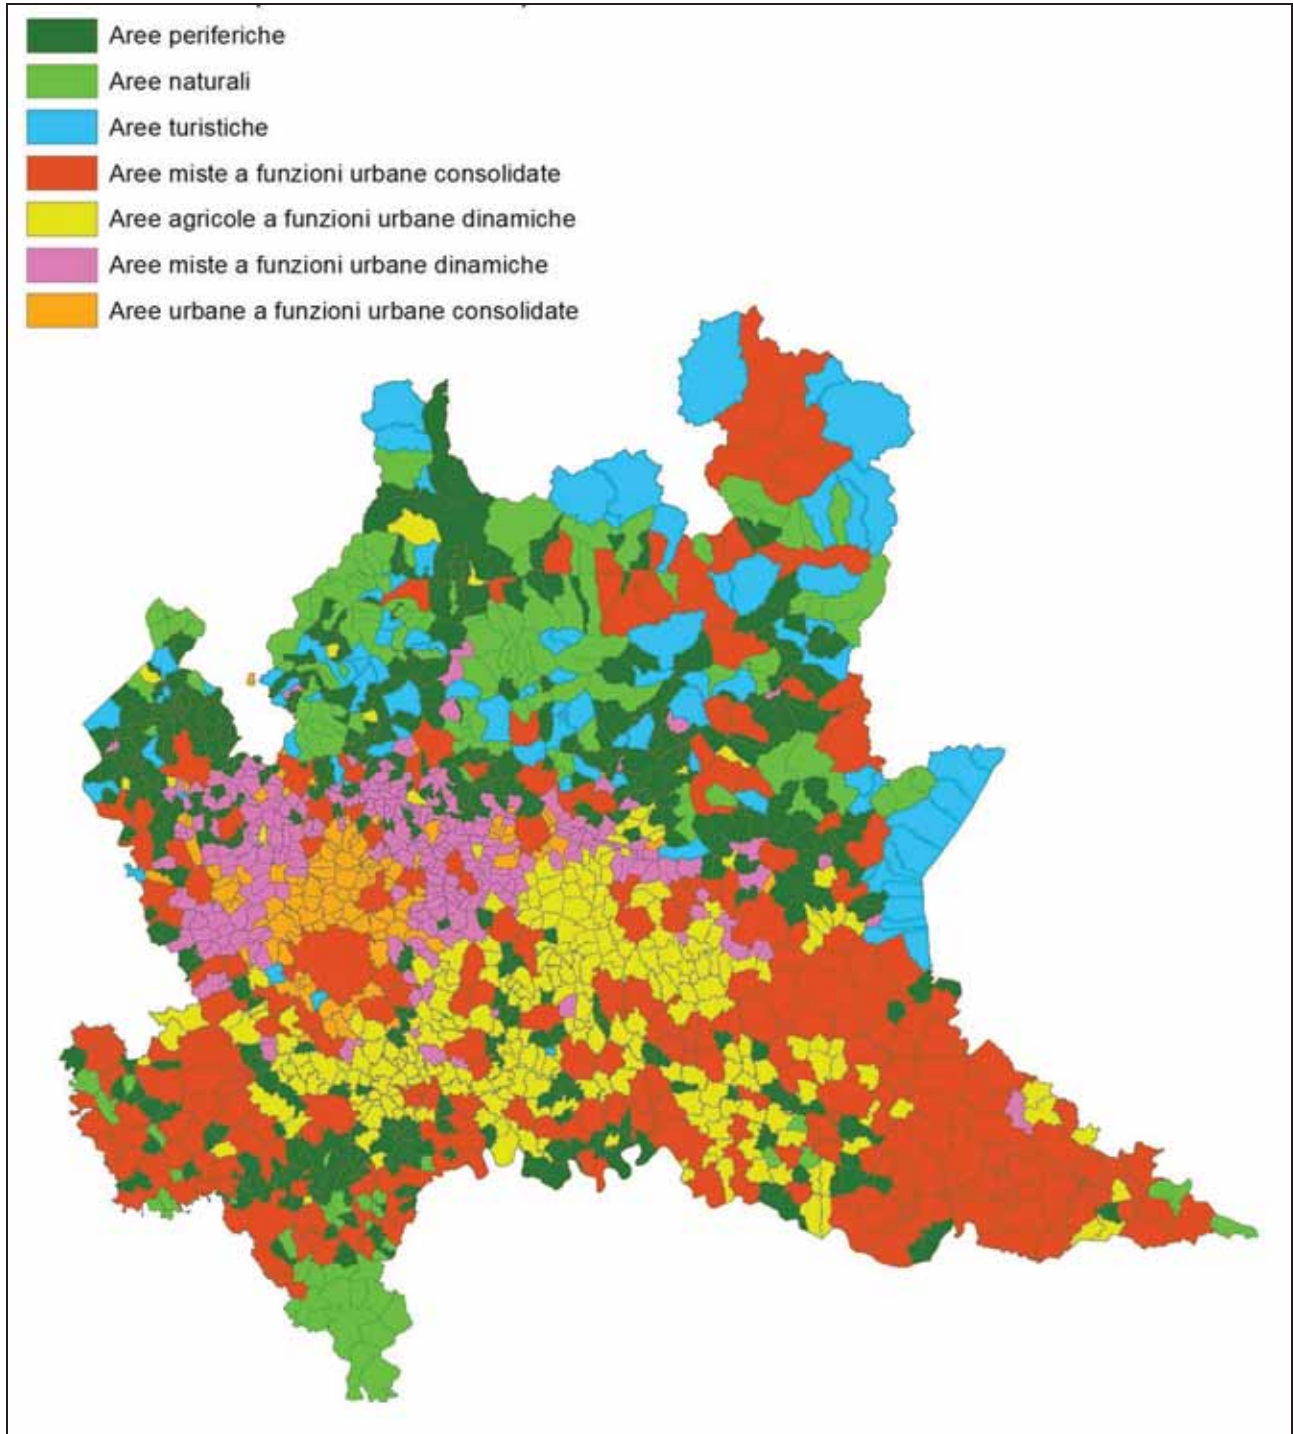 Aree periferiche
Aree naturali
Aree turistiche
Aree miste a funzioni urbane consolidate
Aree agricole a funzioni urbane dinamiche
Aree miste a funzioni urbane dinamiche
Aree urbane a funzioni urbane consolidate